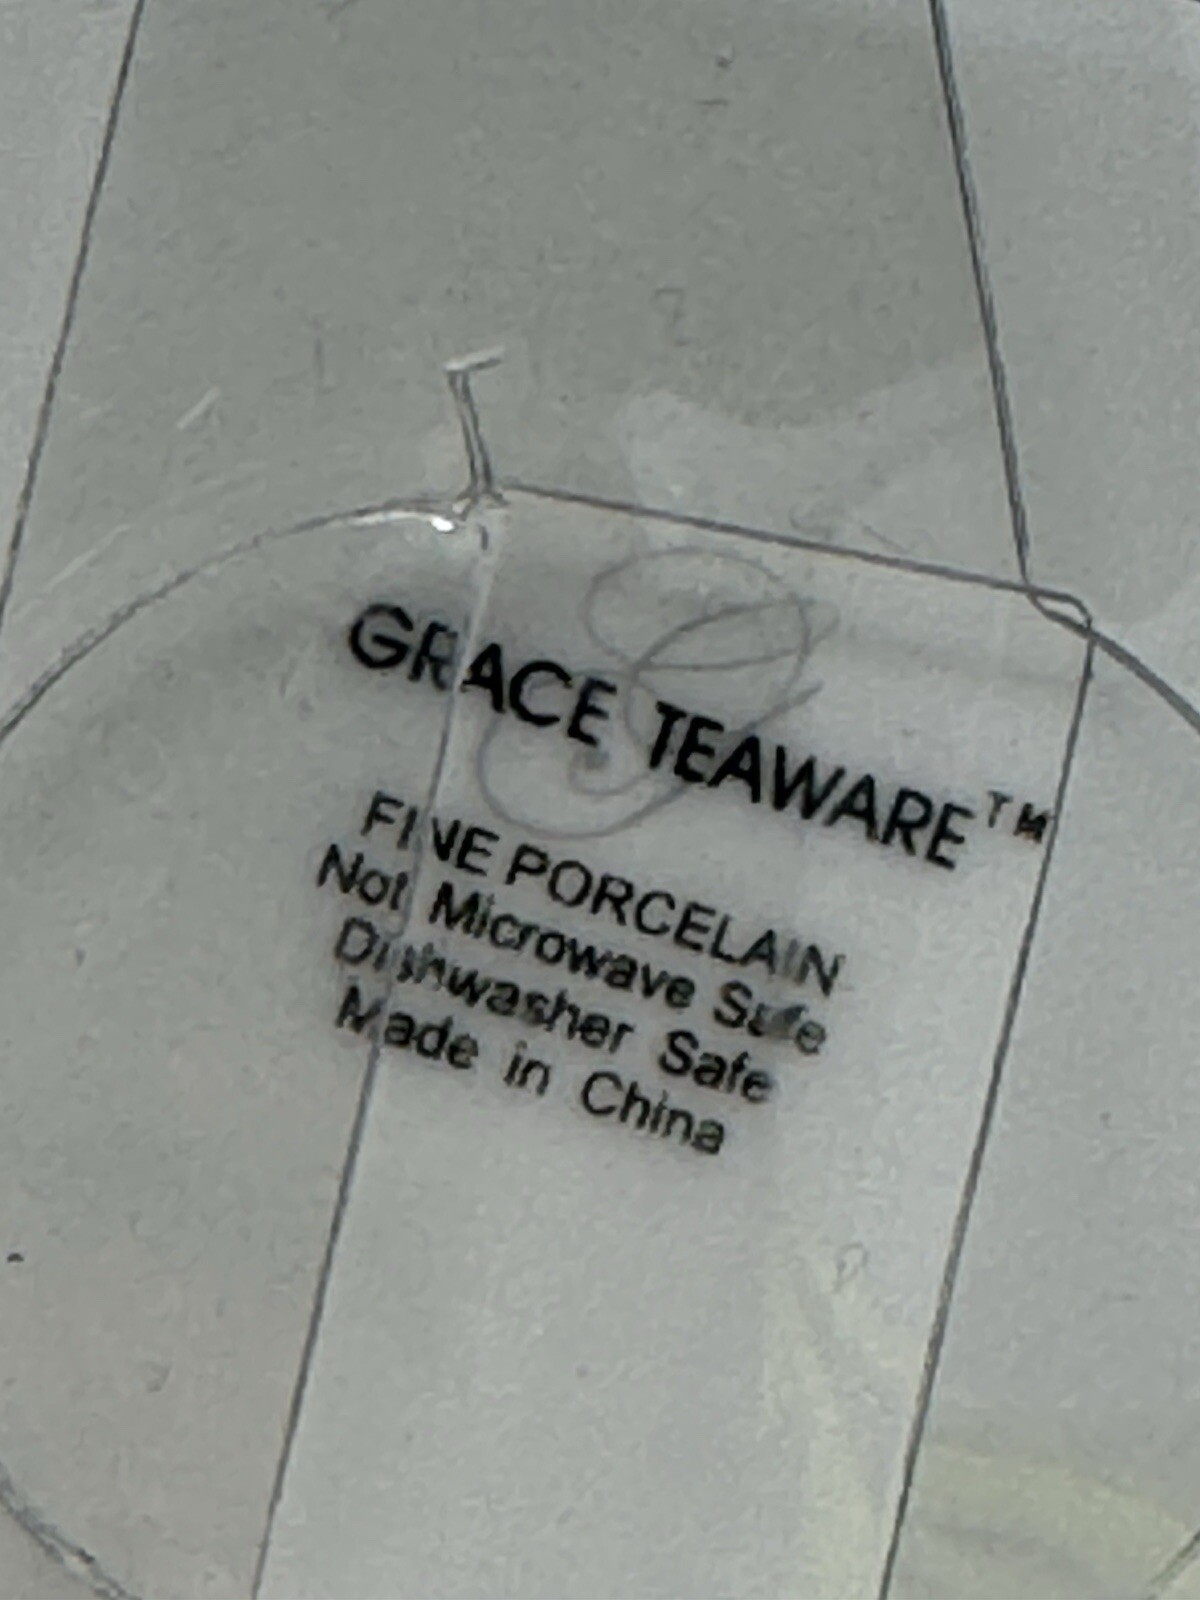 G
GRACE TEAWARE™
FINE PORCELAIN
Not Microwave Safe
Dishwasher Safe
Made in China